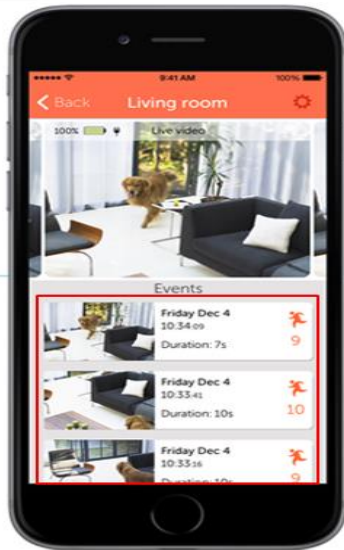 9:41 AM 100%
Back Living room
100% Live video
Events
Friday Dec 4
10:34:09
Duration: 7s
9
Friday Dec 4
10:33:41
Duration: 10s
10
Friday Dec 4
10:33:16
Duration: 10s
9